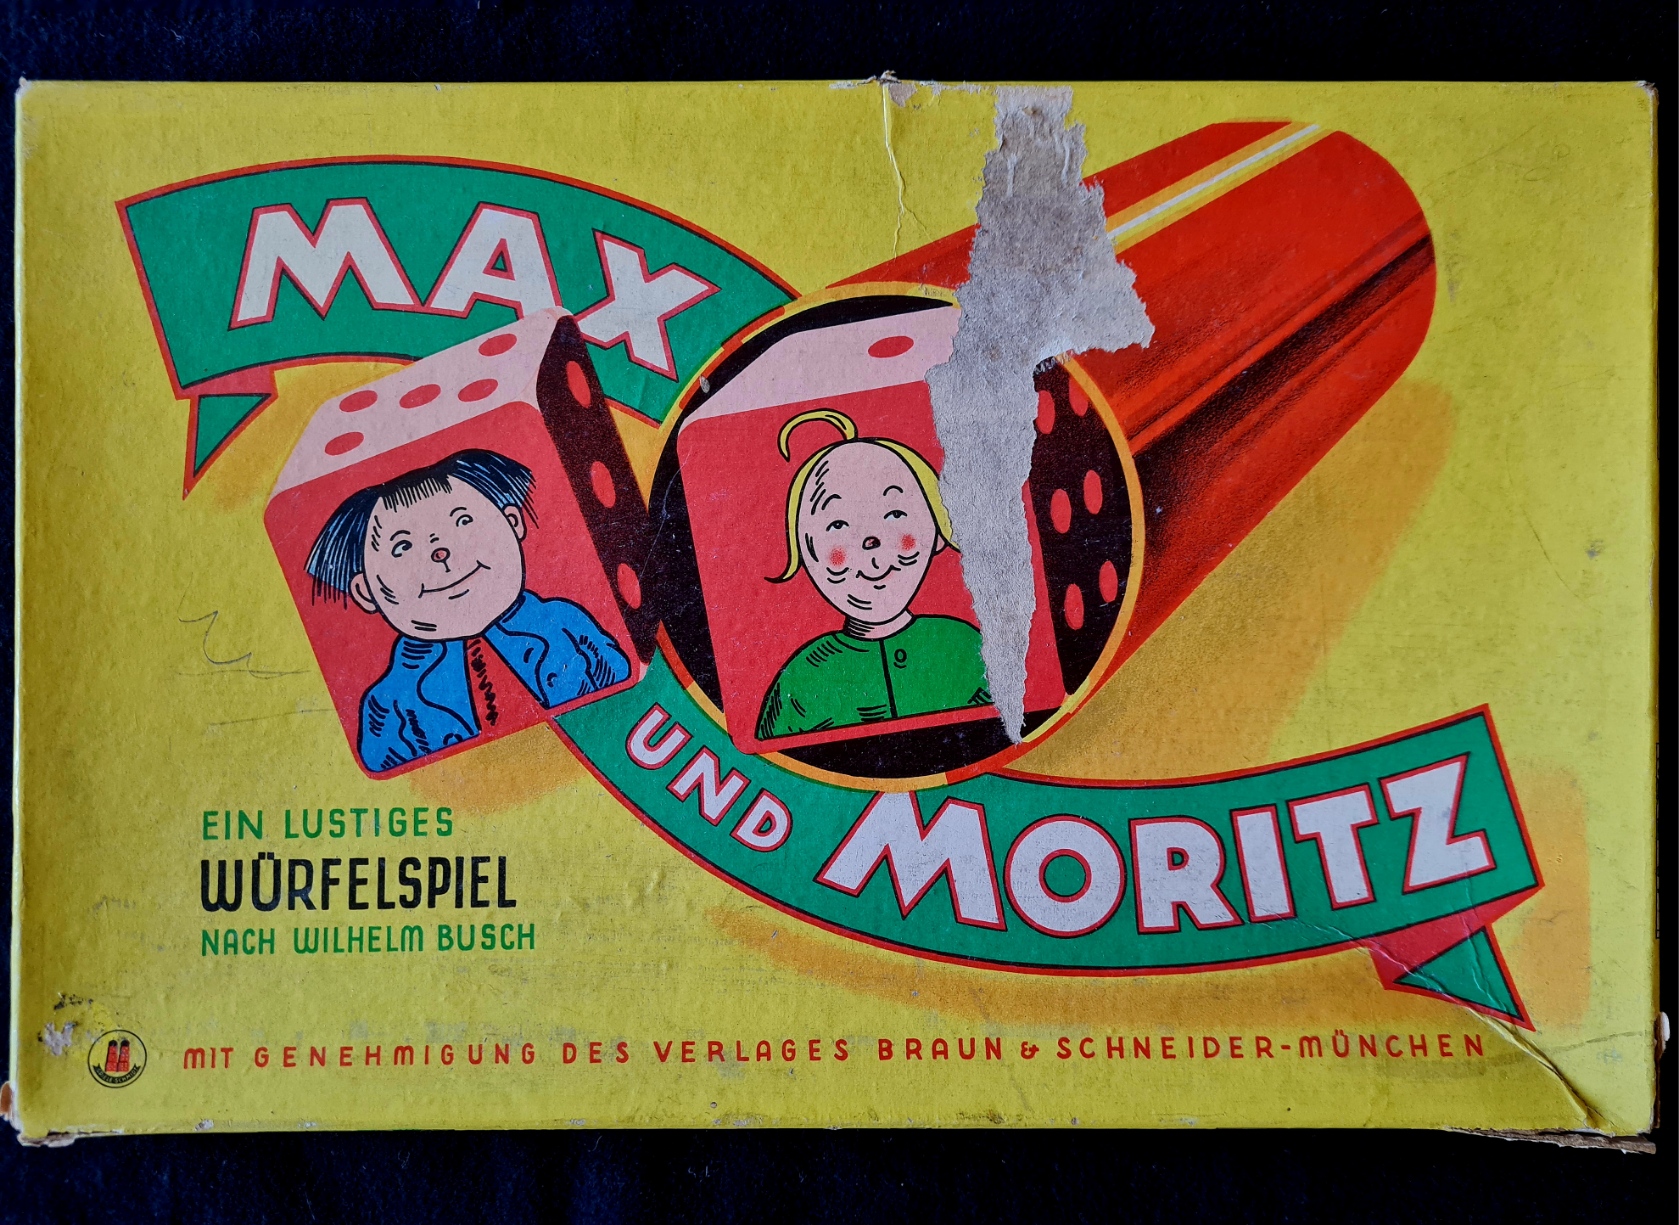 MAX
UND MORITZ
EIN LUSTIGES
WÜRFELSPIEL
NACH WILHELM BUSCH
MIT GENEHMIGUNG DES VERLAGES BRAUN & SCHNEIDER-MÜNCHEN